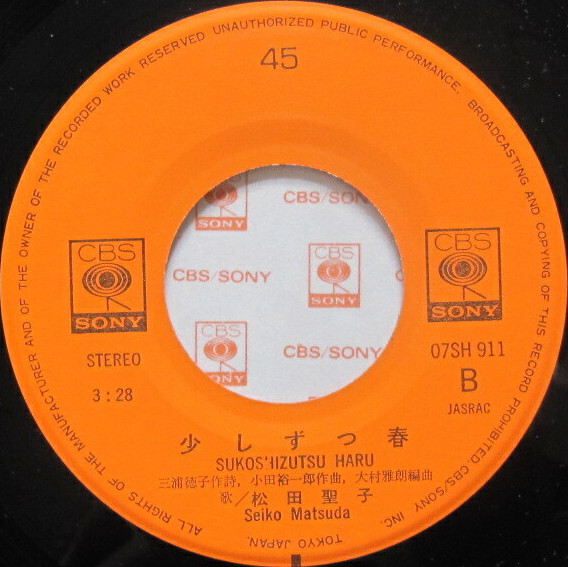 ALL RIGHTS OF THE MANUFACTURER AND OF THE OWNER OF THE RECORDED WORK RESERVED UNAUTHORIZED PUBLIC PERFORMANCE, BROADCASTING AND COPYING OF THIS RECORD PROHIBITED CBS/SONY INC. TOKYO JAPAN.
45
SONY
CBS/SONY
CBS
SONY
CBS/SONY
CBS
SONY
CBS
SONY
CBS
SONY
CBS/SONY
STEREO
3:28
07SH 911
B
JASRAC
少しずつ春
SUKOS'HIZUTSU HARU
三浦徳子作詩, 小田裕一郎作曲, 大村雅朗編曲
歌/松田聖子
Seiko Matsuda